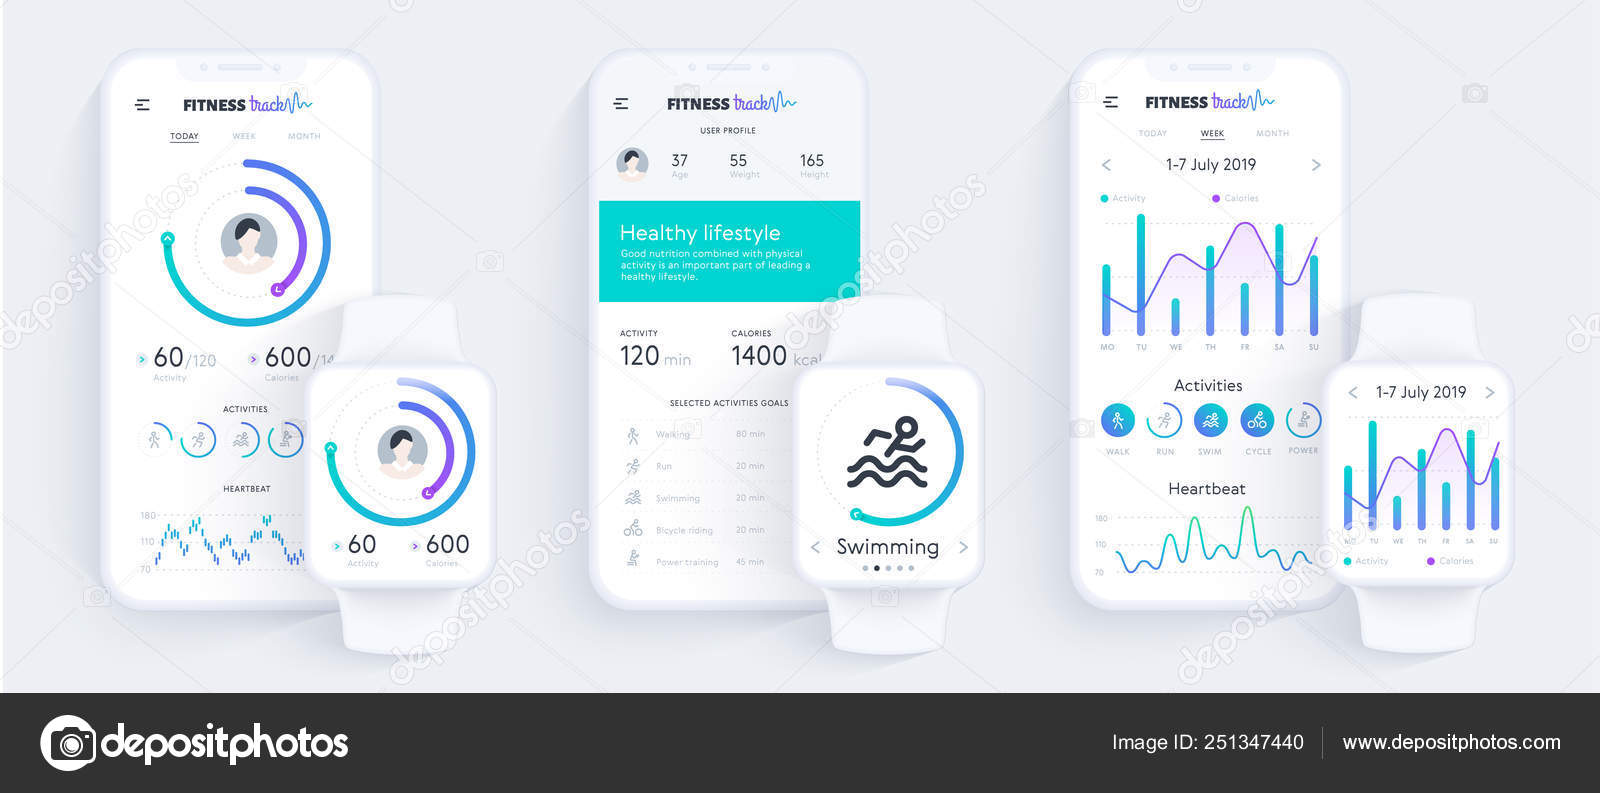 FITNESS track
TODAY WEEK MONTH
60/120
Activity
600/14
Calories
ACTIVITIES
HEARTBEAT
180
110
70
60
Activity
600
Calories
FITNESS track
USER PROFILE
37 55 165
Age Weight Height
Healthy lifestyle
Good nutrition combined with physical
activity is an important part of leading a
healthy lifestyle.
ACTIVITY CALORIES
120 min 1400 kcal
SELECTED ACTIVITIES GOALS
Walking 80 min
Run 20 min
Swimming 20 min
Bicycle riding 20 min
Power training 45 min
< Swimming >
FITNESS track
TODAY WEEK MONTH
< 1-7 July 2019 >
Activity Calories
MO TU WE TH FR SA SU
Activities
WALK RUN SWIM CYCLE POWER
Heartbeat
180
110
70
< 1-7 July 2019 >
MO TU WE TH FR SA SU
Activity Calories
depositphotos
Image ID: 251347440 www.depositphotos.com